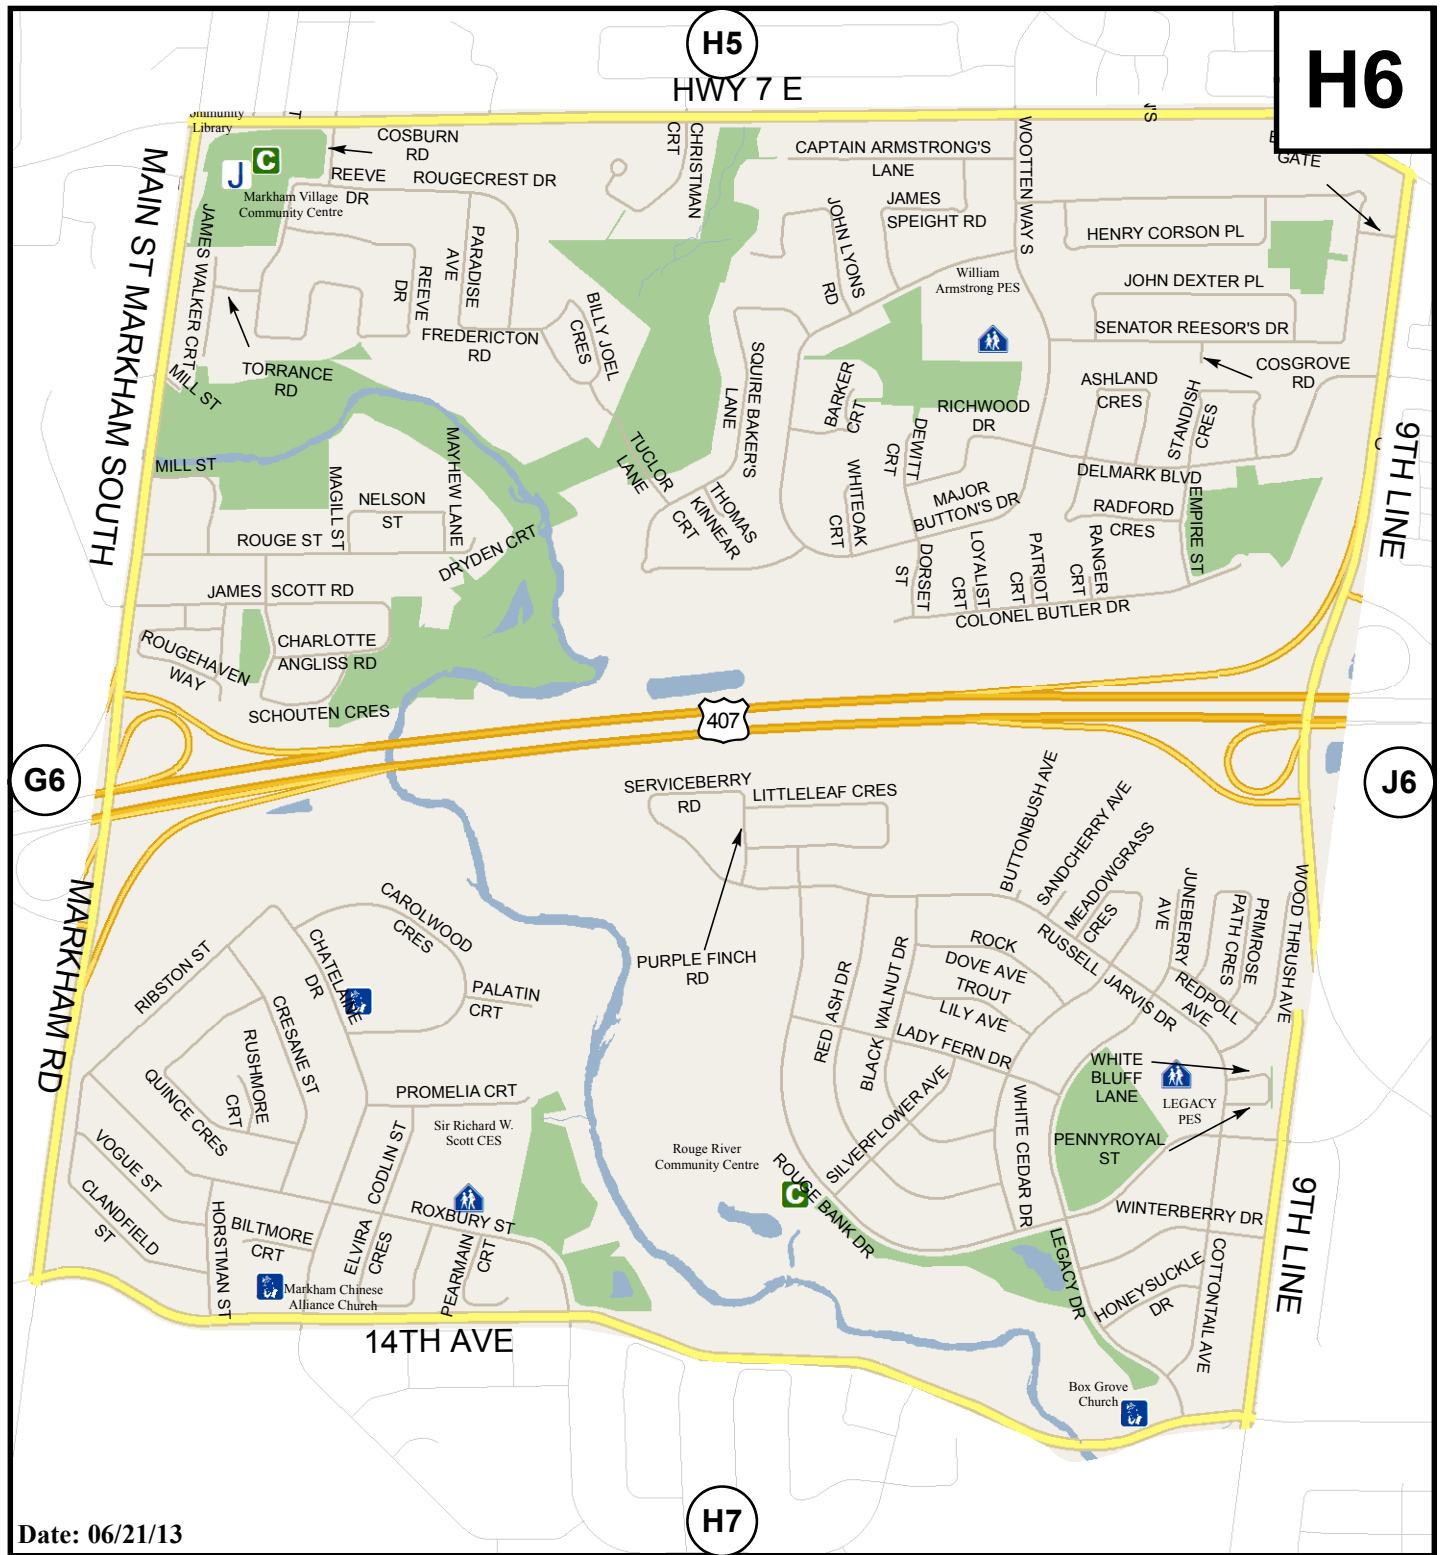 H5
H6
HWY 7 E
Library
COSBURN
RD
CHRISTMAN
CRT
CAPTAIN ARMSTRONG'S
LANE
WOOTTEN WAY S
GATE
J
C
Markham Village
Community Centre
REEVE
DR
ROUGECREST DR
MAIN ST MARKHAM SOUTH
JAMES WALKER CRT
JAMES
SPEIGHT RD
JOHN LYONS
RD
HENRY CORSON PL
PARADISE
AVE
REEVE
DR
William
Armstrong PES
JOHN DEXTER PL
BILLY JOEL
CRES
FREDERICTON
RD
SENATOR REESOR'S DR
TORRANCE
RD
MILL ST
SQUIRE BAKER'S
LANE
BARKER
CRT
ASHLAND
CRES
STANDISH
CRES
COSGROVE
RD
RICHWOOD
DR
DEWITT
CRT
9TH LINE
MILL ST
MAGILL ST
NELSON
ST
MAYHEW LANE
TUCLOR
LANE
THOMAS
KINNEAR
CRT
WHITEOAK
CRT
MAJOR
BUTTON'S DR
DELMARK BLVD
RADFORD
CRES
EMPIRE ST
ROUGE ST
DRYDEN CRT
DORSET
ST
LOYALIST
CRT
PATRIOT
CRT
RANGER
CRT
JAMES SCOTT RD
COLONEL BUTLER DR
ROUGEHAVEN
WAY
CHARLOTTE
ANGLISS RD
SCHOUTEN CRES
407
G6
J6
SERVICEBERRY
RD
LITTLELEAF CRES
BUTTONBUSH AVE
SANDCHERRY AVE
MEADOWGRASS
CRES
JUNEBERRY
AVE
PRIMROSE
PATH CRES
WOOD THRUSH AVE
MARKHAM RD
CAROLWOOD
CRES
RIBSTON ST
CHATELAINE
DR
PURPLE FINCH
RD
ROCK
DOVE AVE
TROUT
LILY AVE
RUSSELL JARVIS DR
REDPOLL
AVE
PALATIN
CRT
CRESANE ST
RED ASH DR
BLACK WALNUT DR
LADY FERN DR
RUSHMORE
CRT
QUINCE CRES
PROMELIA CRT
WHITE
BLUFF
LANE
LEGACY
PES
Sir Richard W.
Scott CES
CODLIN ST
SILVERFLOWER AVE
WHITE CEDAR DR
PENNYROYAL
ST
VOGUE ST
CLANDFIELD
ST
Rouge River
Community Centre
C
ROUGE BANK DR
HORSTMAN ST
BILTMORE
CRT
ELVIRA
CRES
ROXBURY ST
PEARMAIN
CRT
WINTERBERRY DR
9TH LINE
LEGACY DR
HONEYSUCKLE
DR
COTTONTAIL AVE
Markham Chinese
Alliance Church
14TH AVE
Box Grove
Church
H7
Date: 06/21/13